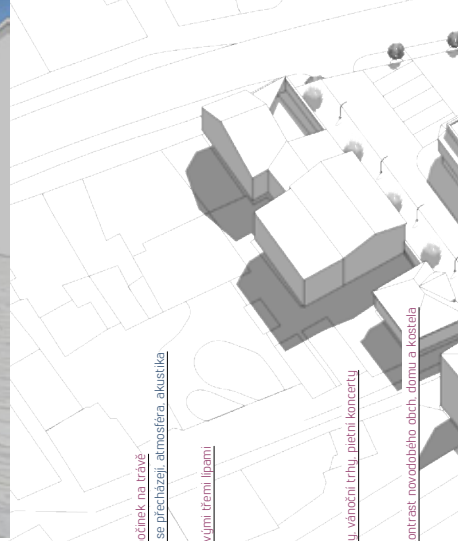 očinek na trávě
se přecházejí, atmosféra, akustika
vými třemi lipami
y, vánoční trhy, pietní koncerty
ontrast novodobého obch. domu a kostela